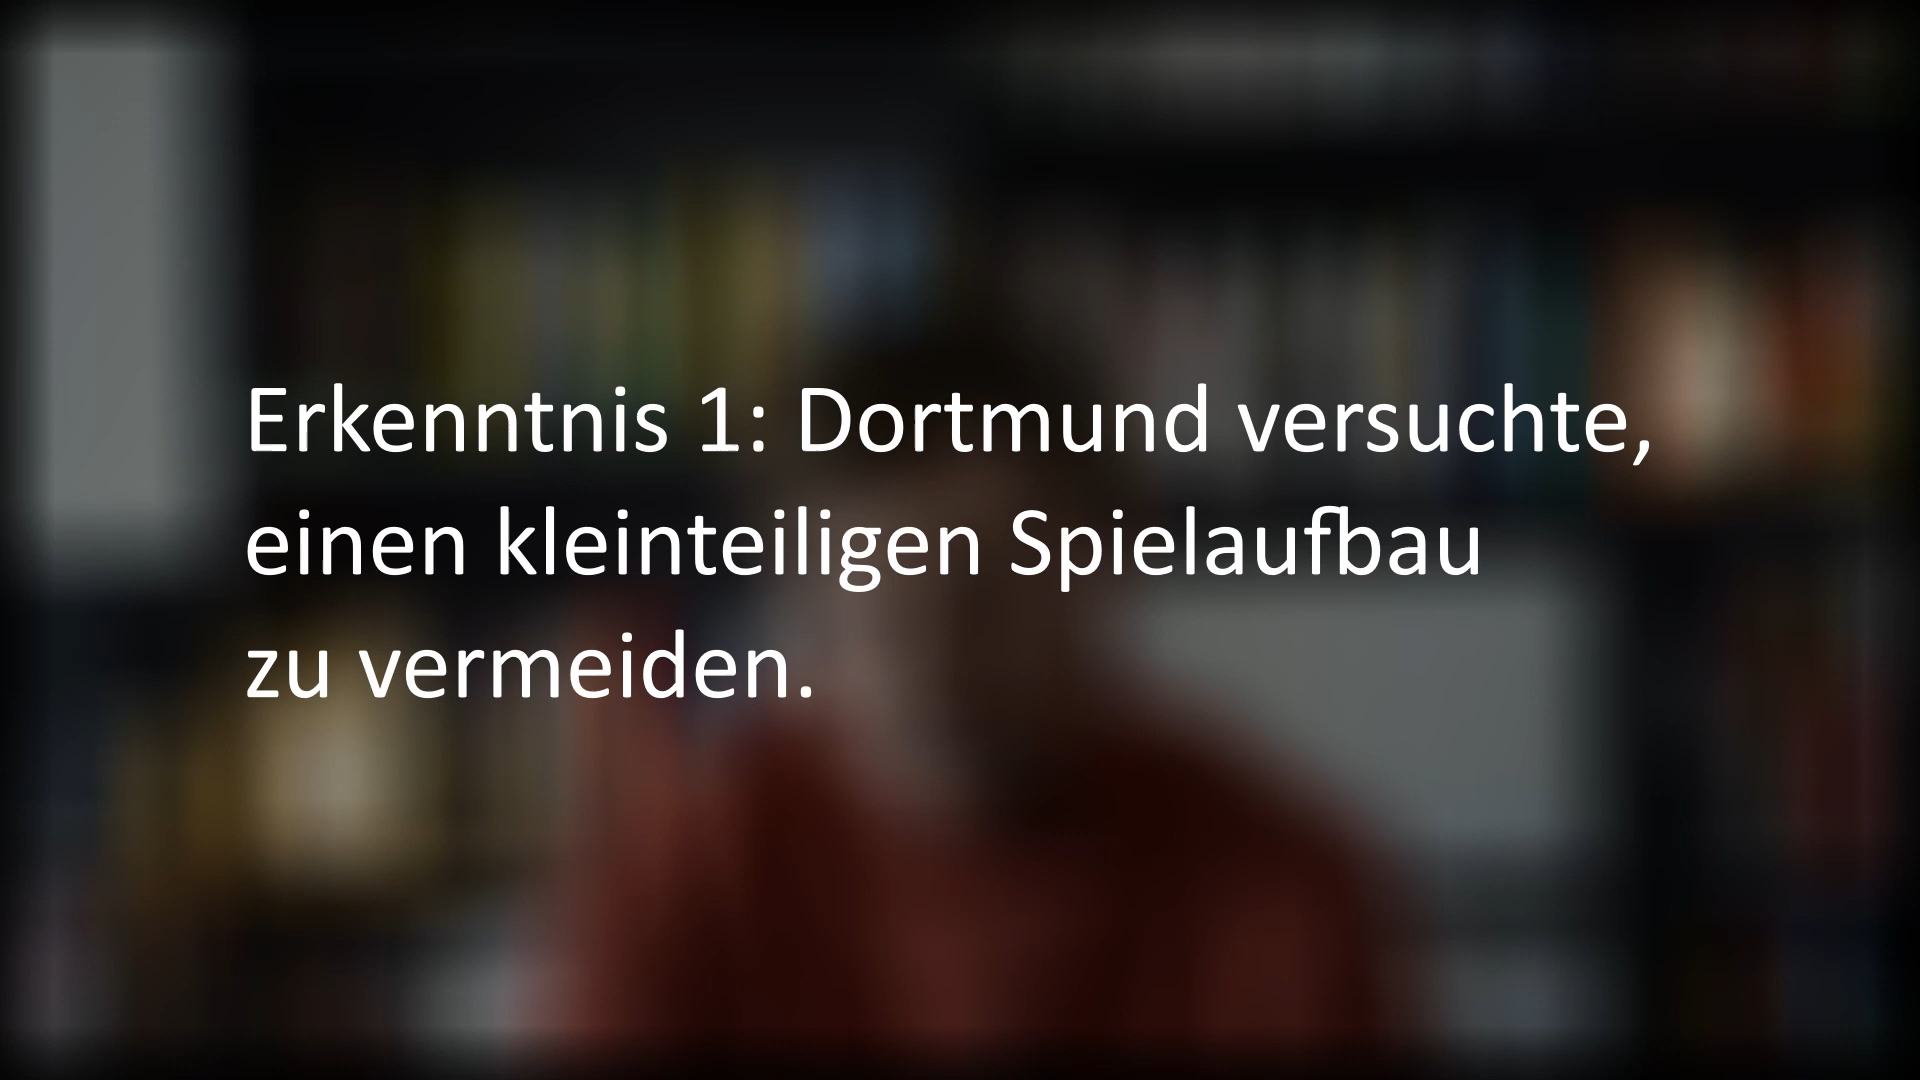 Erkenntnis 1: Dortmund versuchte,
einen kleinteiligen Spielaufbau
zu vermeiden.